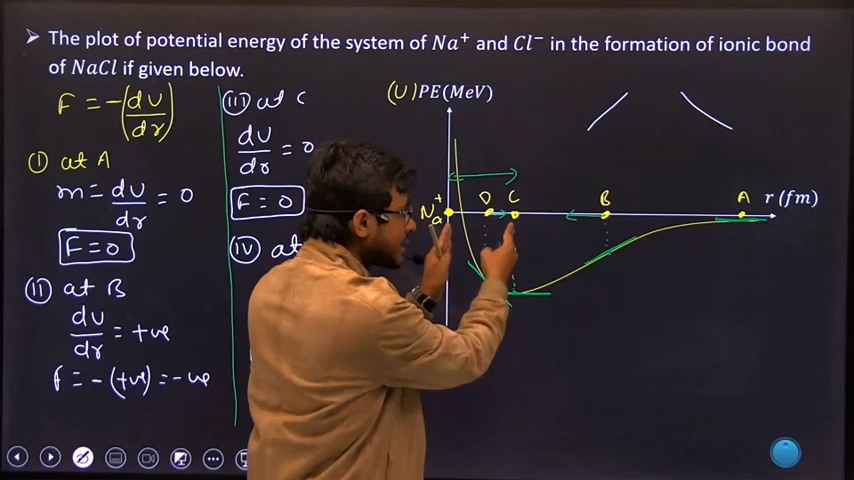 ➤ The plot of potential energy of the system of Na⁺ and Cl⁻ in the formation of ionic bond
of NaCl if given below.
F = -(dU/dr)
(I) at A
m = dU/dr = 0
F = 0
(II) at B
dU/dr = +ve
F = -(+ve) = -ve
(III) at C
dU/dr = 0
F = 0
(IV) at
(U) PE(MeV)
r (fm)
Na⁺
D
C
B
A